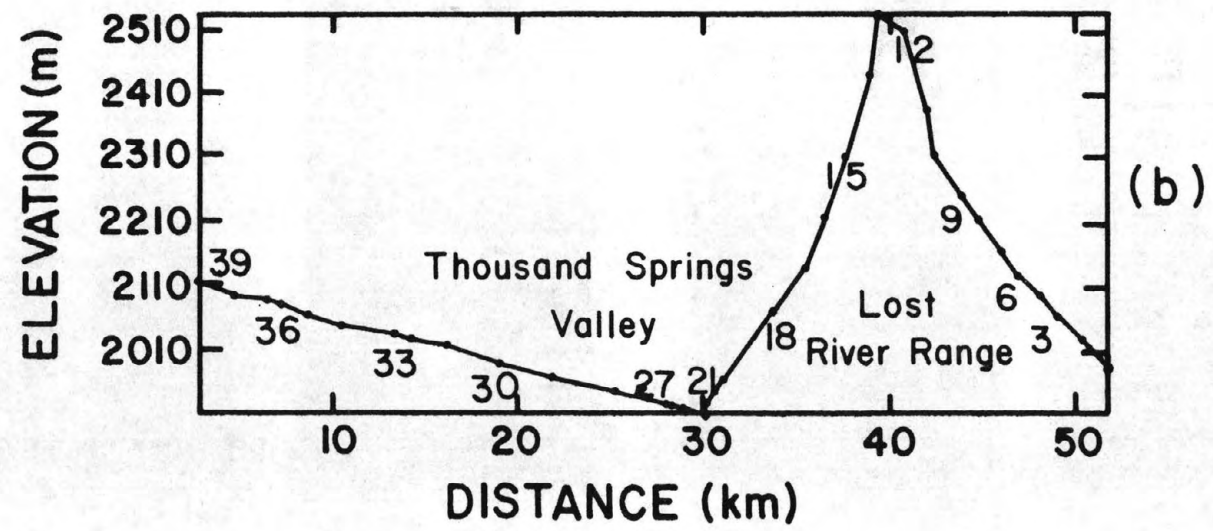 ELEVATION (m)
2510
2410
2310
2210
2110
2010
39
36
33
30
27
21
18
15
12
9
6
3
Thousand Springs
Valley
Lost
River Range
(b)
10 20 30 40 50
DISTANCE (km)